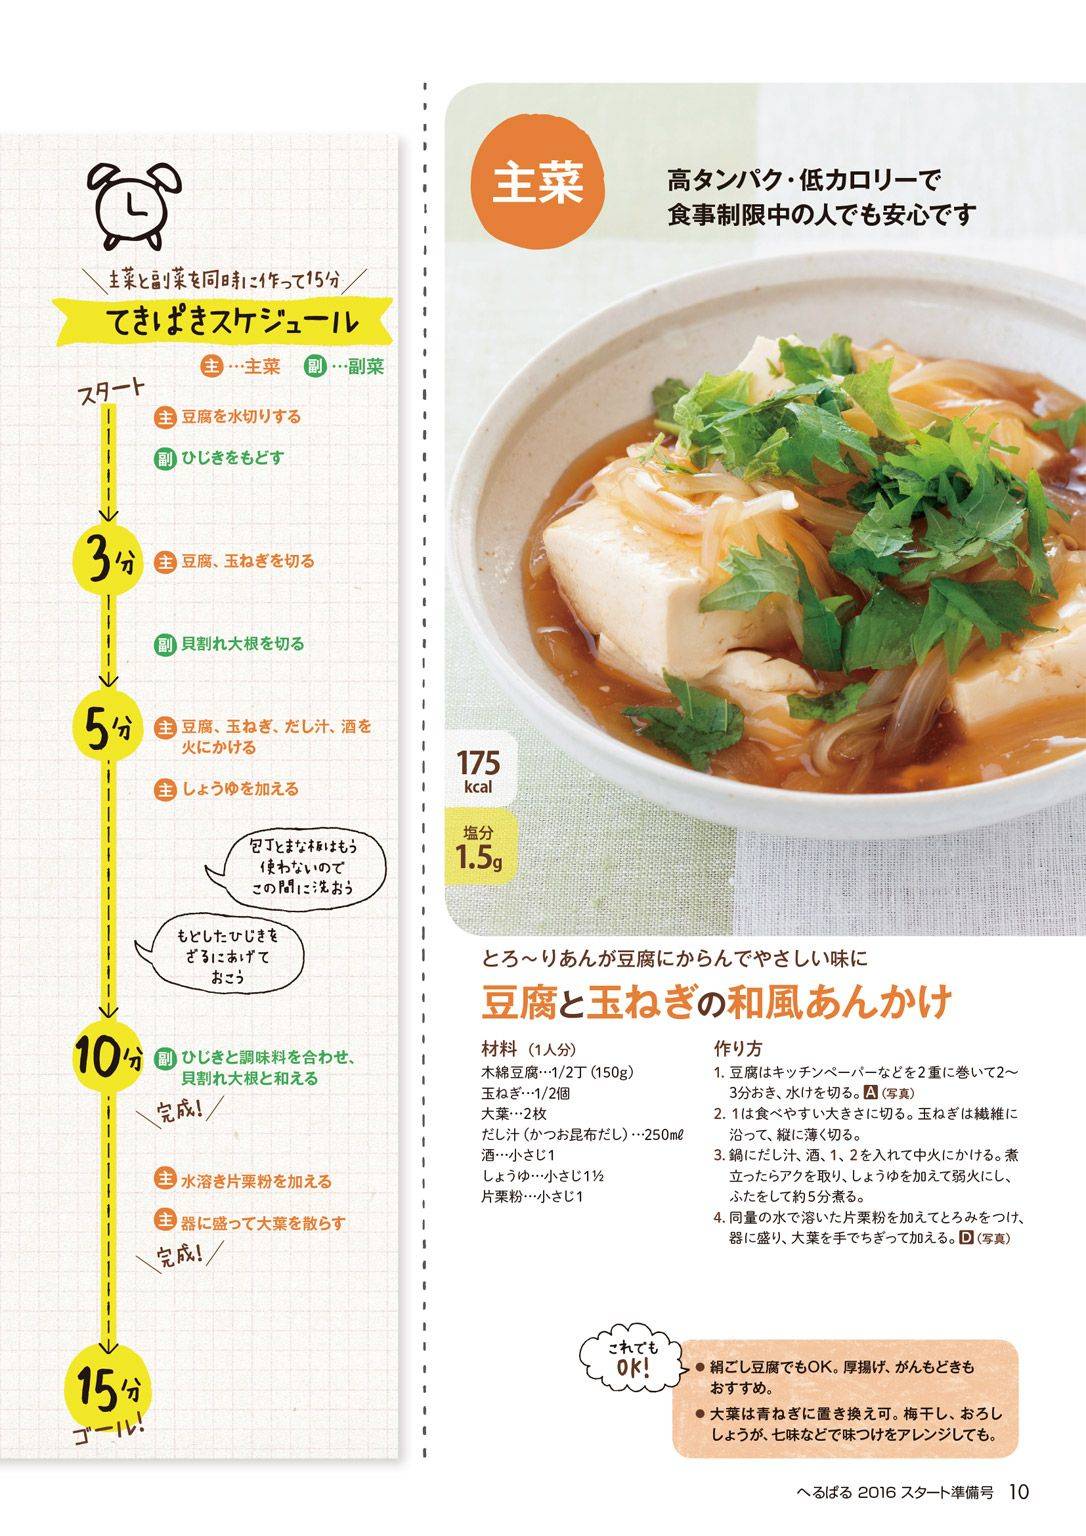 主菜と副菜を同時に作って15分
てきぱきスケジュール
主…主菜 副…副菜
スタート
主 豆腐を水切りする
副 ひじきをもどす
3分
主 豆腐、玉ねぎを切る
副 貝割れ大根を切る
5分
主 豆腐、玉ねぎ、だし汁、酒を
火にかける
主 しょうゆを加える
包丁とまな板はもう
使わないので
この間に洗おう
もどしたひじきを
ざるにあげて
おこう
10分
副 ひじきと調味料を合わせ、
貝割れ大根と和える
完成!
主 水溶き片栗粉を加える
主 器に盛って大葉を散らす
完成!
15分
ゴール!
主菜
高タンパク・低カロリーで
食事制限中の人でも安心です
175
kcal
塩分
1.5g
とろ〜りあんが豆腐にからんでやさしい味に
豆腐と玉ねぎの和風あんかけ
材料（1人分）
木綿豆腐…1/2丁（150g）
玉ねぎ…1/2個
大葉…2枚
だし汁（かつお昆布だし）…250㎖
酒…小さじ1
しょうゆ…小さじ1½
片栗粉…小さじ1
作り方
1. 豆腐はキッチンペーパーなどを2重に巻いて2〜
3分おき、水けを切る。A（写真）
2. 1は食べやすい大きさに切る。玉ねぎは繊維に
沿って、縦に薄く切る。
3. 鍋にだし汁、酒、1、2を入れて中火にかける。煮
立ったらアクを取り、しょうゆを加えて弱火にし、
ふたをして約5分煮る。
4. 同量の水で溶いた片栗粉を加えてとろみをつけ、
器に盛り、大葉を手でちぎって加える。D（写真）
これでも
OK!
● 絹ごし豆腐でもOK。厚揚げ、がんもどきも
おすすめ。
● 大葉は青ねぎに置き換え可。梅干し、おろし
しょうが、七味などで味つけをアレンジしても。
へるぱる 2016 スタート準備号 10